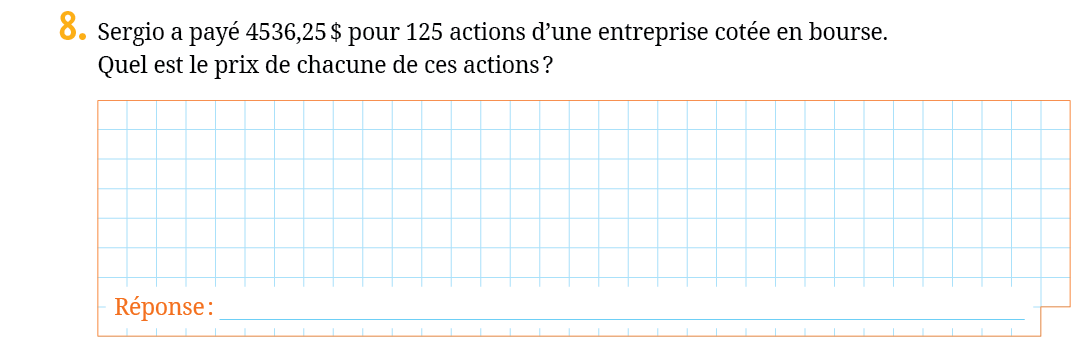 8. Sergio a payé 4536,25 $ pour 125 actions d’une entreprise cotée en bourse.
Quel est le prix de chacune de ces actions ?
Réponse :